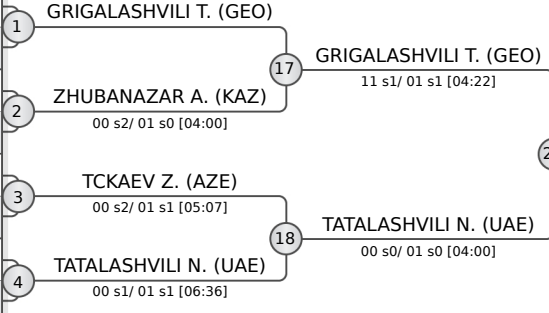 GRIGALASHVILI T. (GEO)
1
17
GRIGALASHVILI T. (GEO)
11 s1/ 01 s1 [04:22]
ZHUBANAZAR A. (KAZ)
2
00 s2/ 01 s0 [04:00]
TCKAEV Z. (AZE)
3
00 s2/ 01 s1 [05:07]
18
TATALASHVILI N. (UAE)
00 s0/ 01 s0 [04:00]
TATALASHVILI N. (UAE)
4
00 s1/ 01 s1 [06:36]